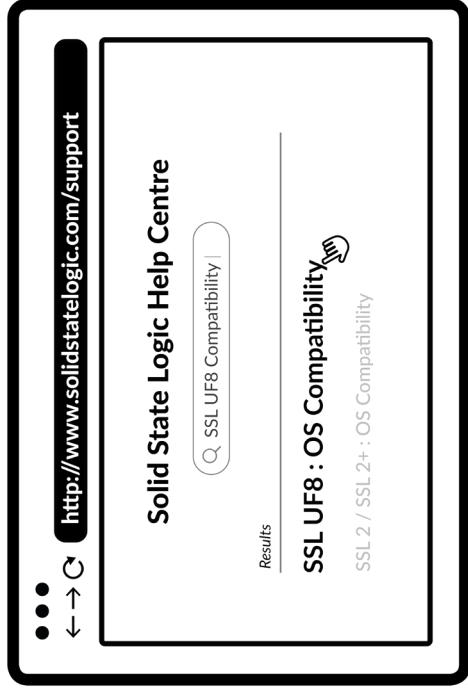 http://www.solidstatelogic.com/support
Solid State Logic Help Centre
SSL UF8 Compatibility
Results
SSL UF8 : OS Compatibility
SSL 2 / SSL 2+ : OS Compatibility